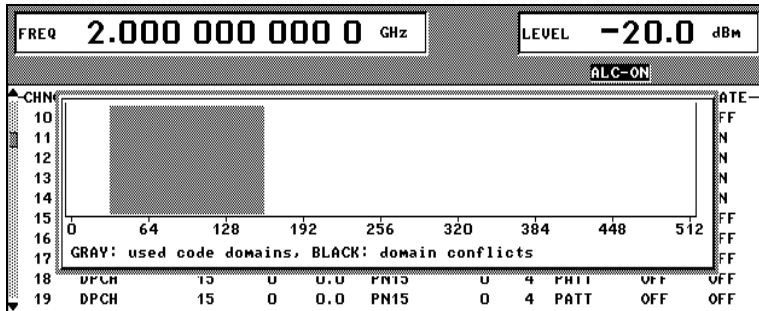 FREQ 2.000 000 000 0 GHz LEVEL -20.0 dBm
ALC-ON
CHN ATE
10 FF
11 N
12 N
13 N
14 N
15 FF
0 64 128 192 256 320 384 448 512
16 FF
GRAY: used code domains, BLACK: domain conflicts
17 FF
18 DPCH 15 0 0.0 PN15 0 4 PATT OFF OFF
19 DPCH 15 0 0.0 PN15 0 4 PATT OFF OFF